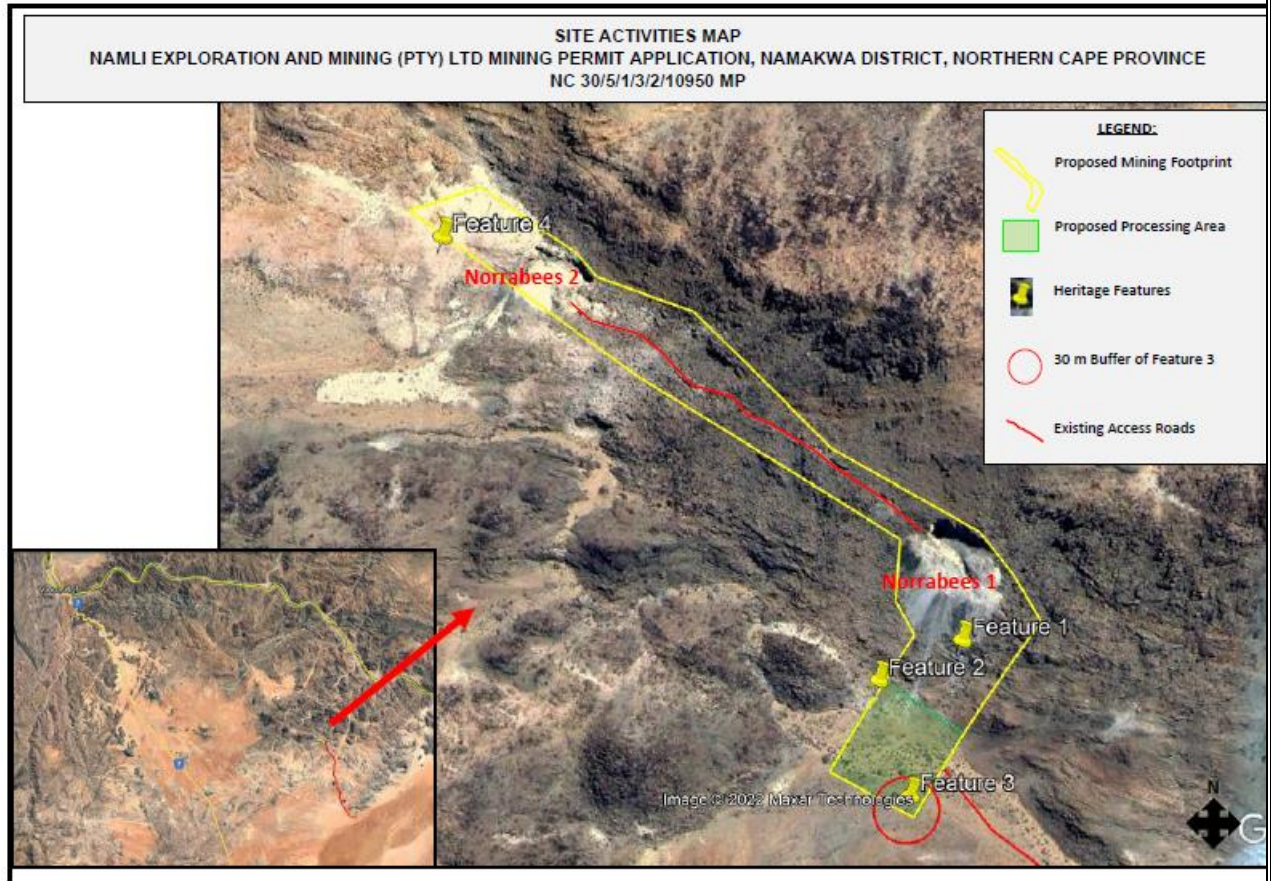 SITE ACTIVITIES MAP
NAMLI EXPLORATION AND MINING (PTY) LTD MINING PERMIT APPLICATION, NAMAKWA DISTRICT, NORTHERN CAPE PROVINCE
NC 30/5/1/3/2/10950 MP
LEGEND:
Proposed Mining Footprint
Proposed Processing Area
Heritage Features
30 m Buffer of Feature 3
Existing Access Roads
Feature 4
Norrabees 2
Norrabees 1
Feature 1
Feature 2
Feature 3
Image © 2022 Maxar Technologies
N
G